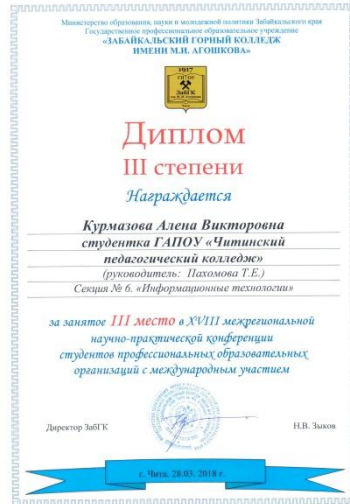 Министерство образования, науки и молодежной политики Забайкальского края
Государственное профессиональное образовательное учреждение
«ЗАБАЙКАЛЬСКИЙ ГОРНЫЙ КОЛЛЕДЖ
ИМЕНИ М.И. АГОШКОВА»
1917
ЗабГК
Диплом
III степени
Награждается
Курмазова Алена Викторовна
студентка ГАПОУ «Читинский
педагогический колледж»
(руководитель: Пахомова Т.Е.)
Секция № 6. «Информационные технологии»
за занятое III место в XVIII межрегиональной
научно-практической конференции
студентов профессиональных образовательных
организаций с международным участием
Директор ЗабГК
Н.В. Зыков
г. Чита, 28.03. 2018 г.